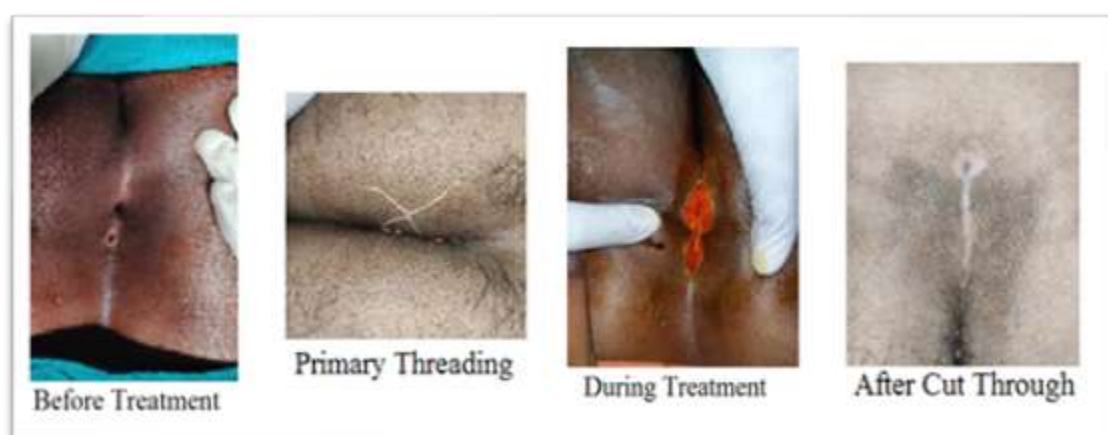 Before Treatment
Primary Threading
During Treatment
After Cut Through